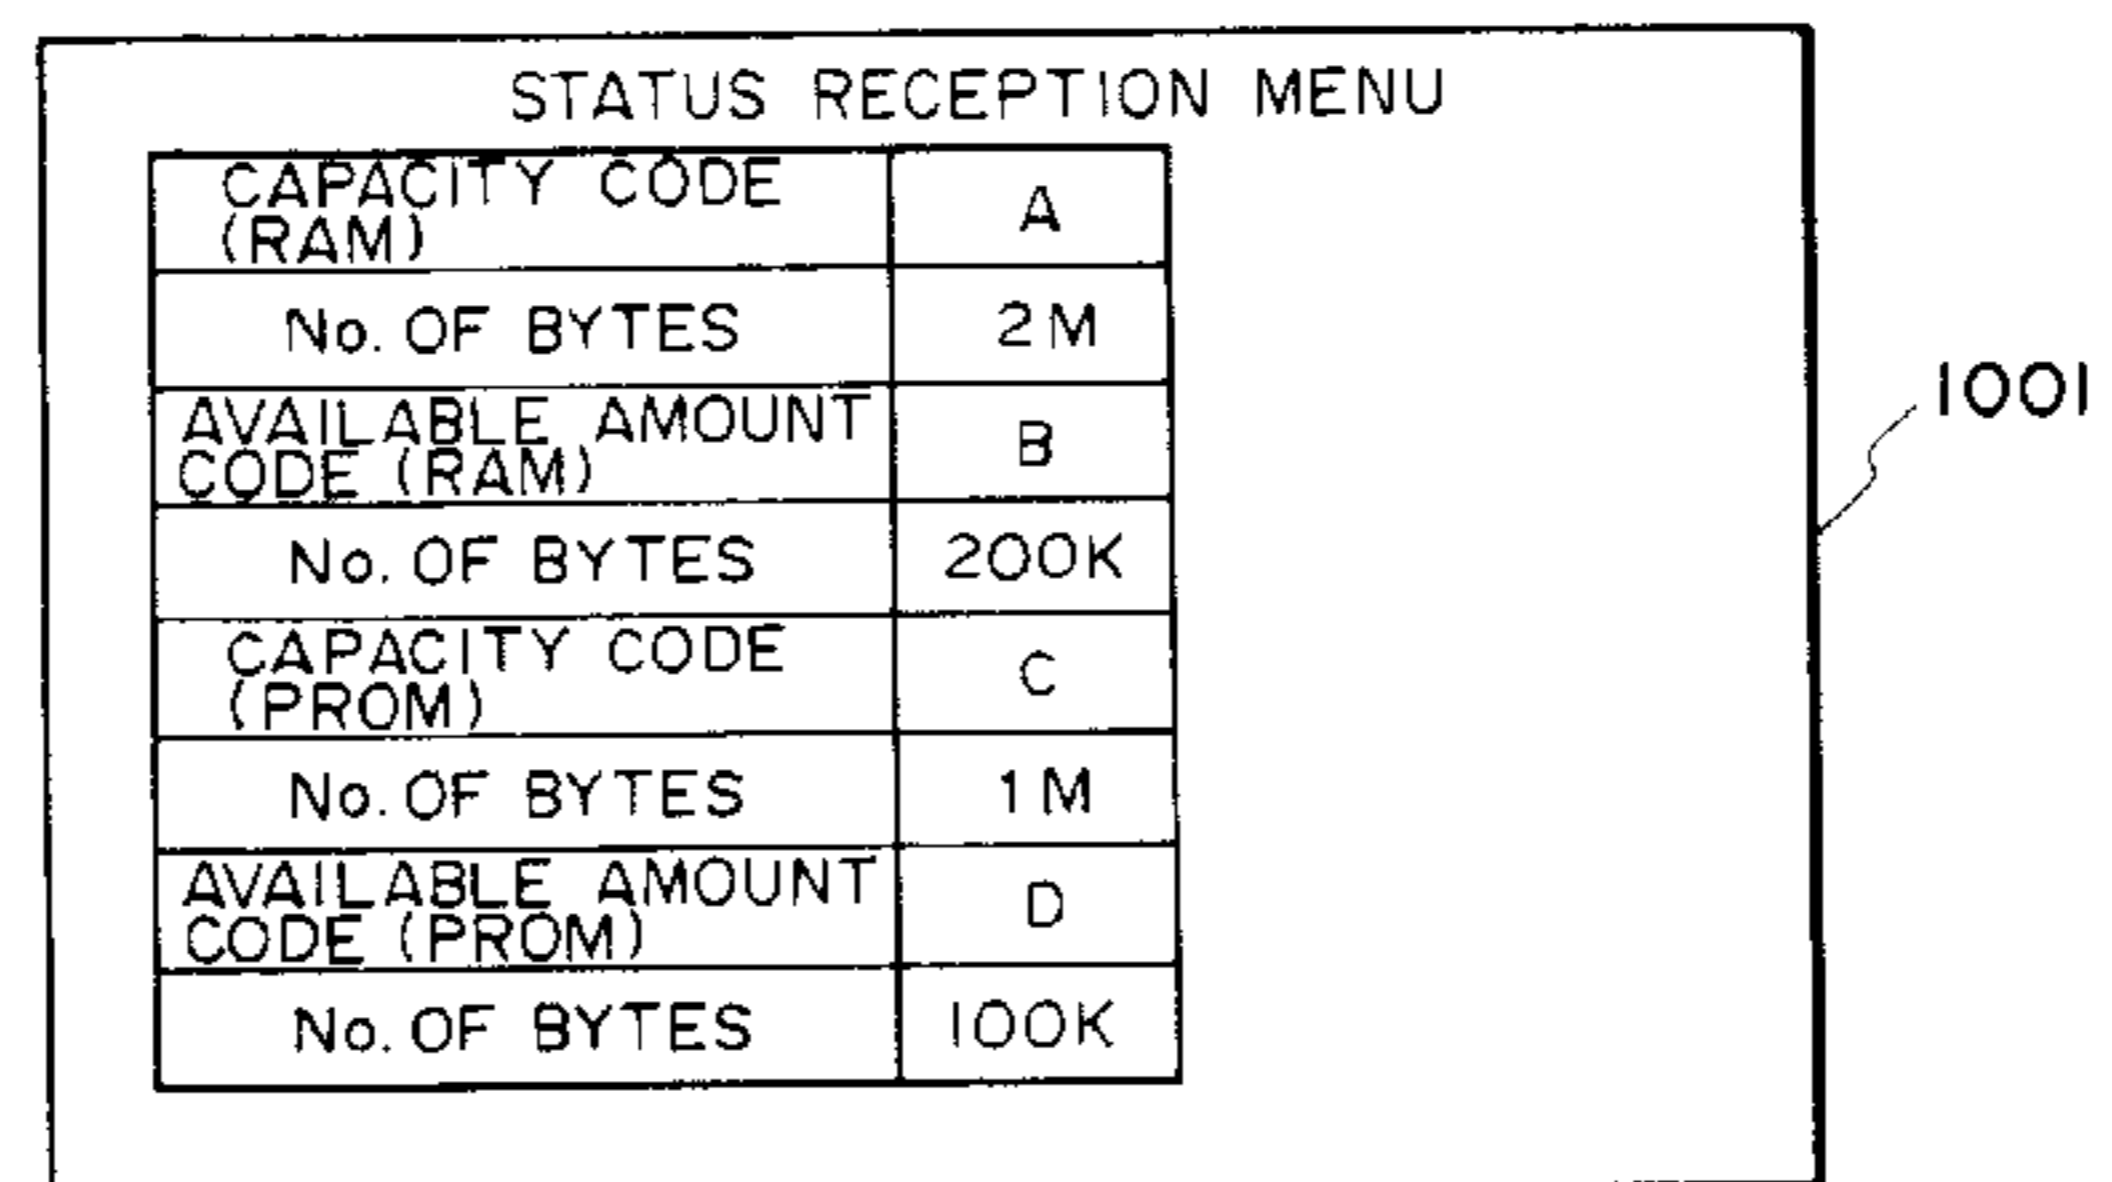 STATUS RECEPTION MENU
CAPACITY CODE
(RAM)
A
No. OF BYTES
2M
AVAILABLE AMOUNT
CODE (RAM)
B
No. OF BYTES
200K
CAPACITY CODE
(PROM)
C
No. OF BYTES
1M
AVAILABLE AMOUNT
CODE (PROM)
D
No. OF BYTES
100K
1001